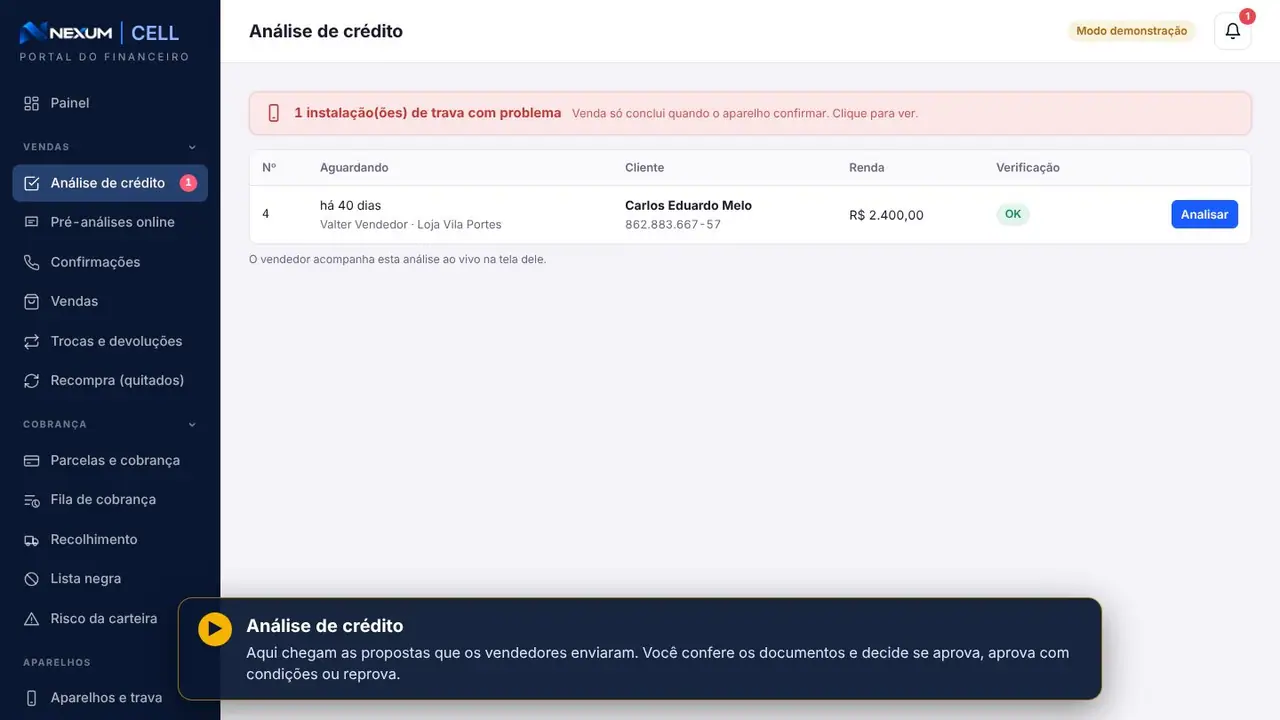 NEXUM | CELL
PORTAL DO FINANCEIRO
Painel
VENDAS
Análise de crédito 1
Pré-análises online
Confirmações
Vendas
Trocas e devoluções
Recompra (quitados)
COBRANÇA
Parcelas e cobrança
Fila de cobrança
Recolhimento
Lista negra
Risco da carteira
APARELHOS
Aparelhos e trava
Análise de crédito
Modo demonstração
1
1 instalação(ões) de trava com problema Venda só conclui quando o aparelho confirmar. Clique para ver.
Nº Aguardando Cliente Renda Verificação
4 há 40 dias Carlos Eduardo Melo R$ 2.400,00 OK Analisar
Valter Vendedor · Loja Vila Portes 862.883.667-57
O vendedor acompanha esta análise ao vivo na tela dele.
Análise de crédito
Aqui chegam as propostas que os vendedores enviaram. Você confere os documentos e decide se aprova, aprova com
condições ou reprova.